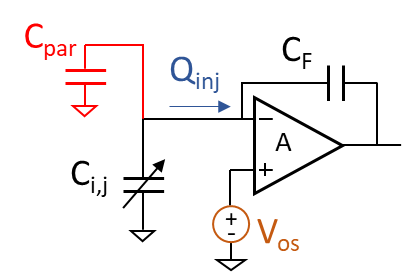 Cpar
Qinj
CF
Ci,j
A
Vos